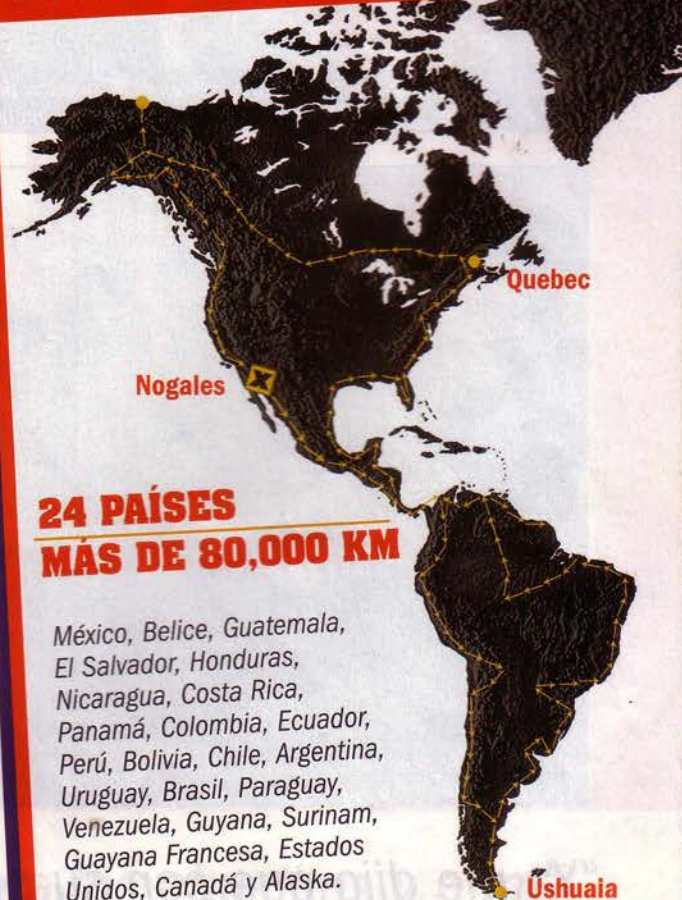 Quebec
Nogales
24 PAÍSES
MÁS DE 80,000 KM
México, Belice, Guatemala,
El Salvador, Honduras,
Nicaragua, Costa Rica,
Panamá, Colombia, Ecuador,
Perú, Bolivia, Chile, Argentina,
Uruguay, Brasil, Paraguay,
Venezuela, Guyana, Surinam,
Guayana Francesa, Estados
Unidos, Canadá y Alaska.
Ushuaia